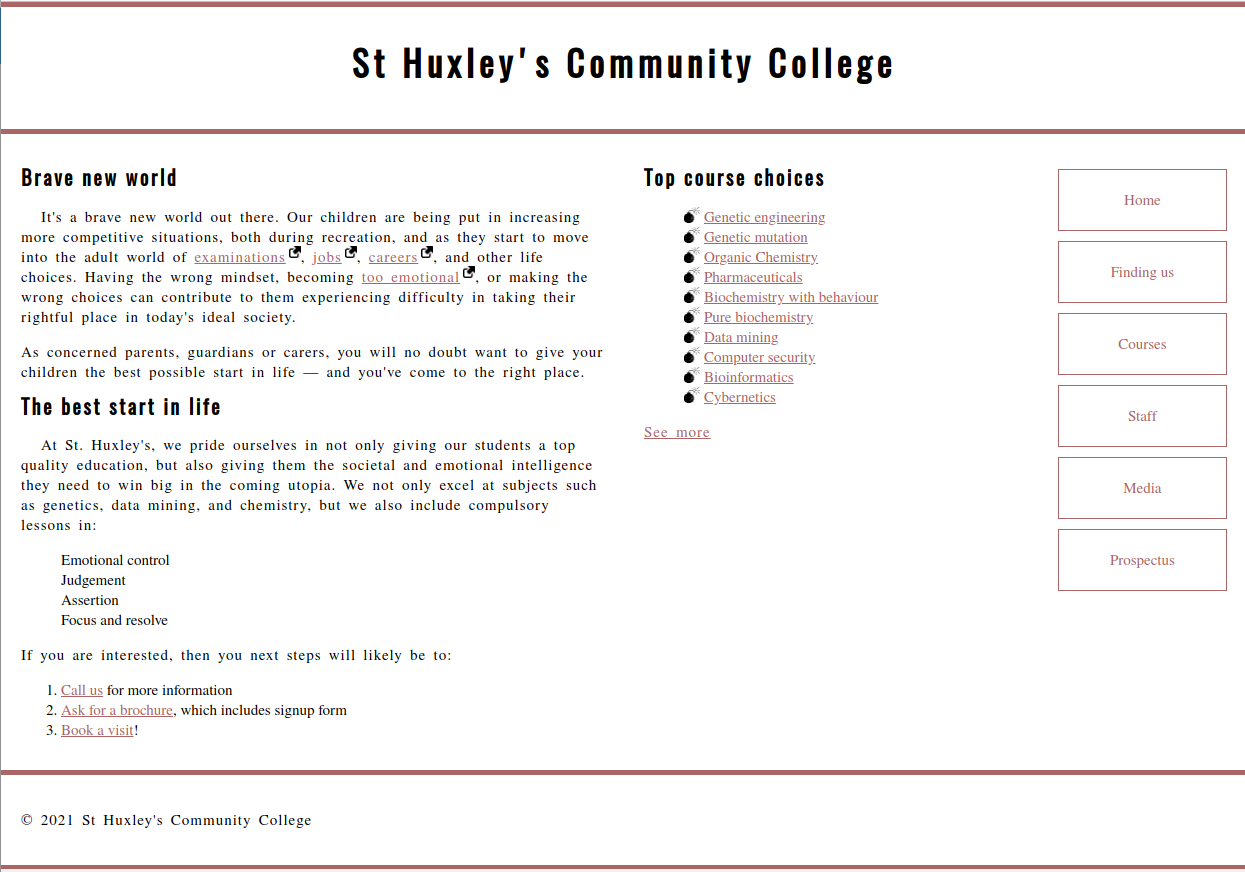 St Huxley's Community College
Brave new world
It's a brave new world out there. Our children are being put in increasing
more competitive situations, both during recreation, and as they start to move
into the adult world of examinations, jobs, careers, and other life
choices. Having the wrong mindset, becoming too emotional, or making the
wrong choices can contribute to them experiencing difficulty in taking their
rightful place in today's ideal society.
As concerned parents, guardians or carers, you will no doubt want to give your
children the best possible start in life — and you've come to the right place.
The best start in life
At St. Huxley's, we pride ourselves in not only giving our students a top
quality education, but also giving them the societal and emotional intelligence
they need to win big in the coming utopia. We not only excel at subjects such
as genetics, data mining, and chemistry, but we also include compulsory
lessons in:
Emotional control
Judgement
Assertion
Focus and resolve
If you are interested, then you next steps will likely be to:
1. Call us for more information
2. Ask for a brochure, which includes signup form
3. Book a visit!
Top course choices
Genetic engineering
Genetic mutation
Organic Chemistry
Pharmaceuticals
Biochemistry with behaviour
Pure biochemistry
Data mining
Computer security
Bioinformatics
Cybernetics
See more
Home
Finding us
Courses
Staff
Media
Prospectus
© 2021 St Huxley's Community College